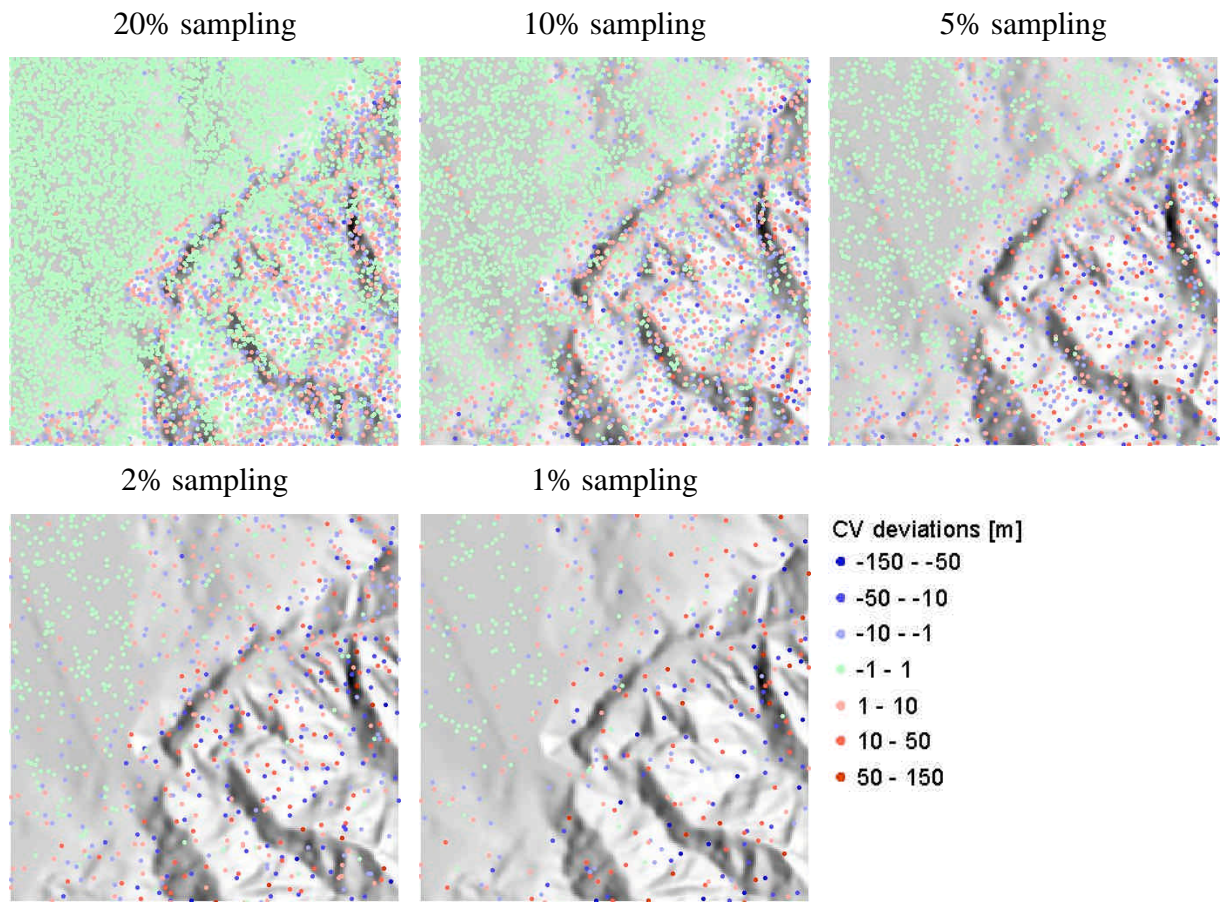 20% sampling
10% sampling
5% sampling
2% sampling
1% sampling
CV deviations [m]
-150 - -50
-50 - -10
-10 - -1
-1 - 1
1 - 10
10 - 50
50 - 150